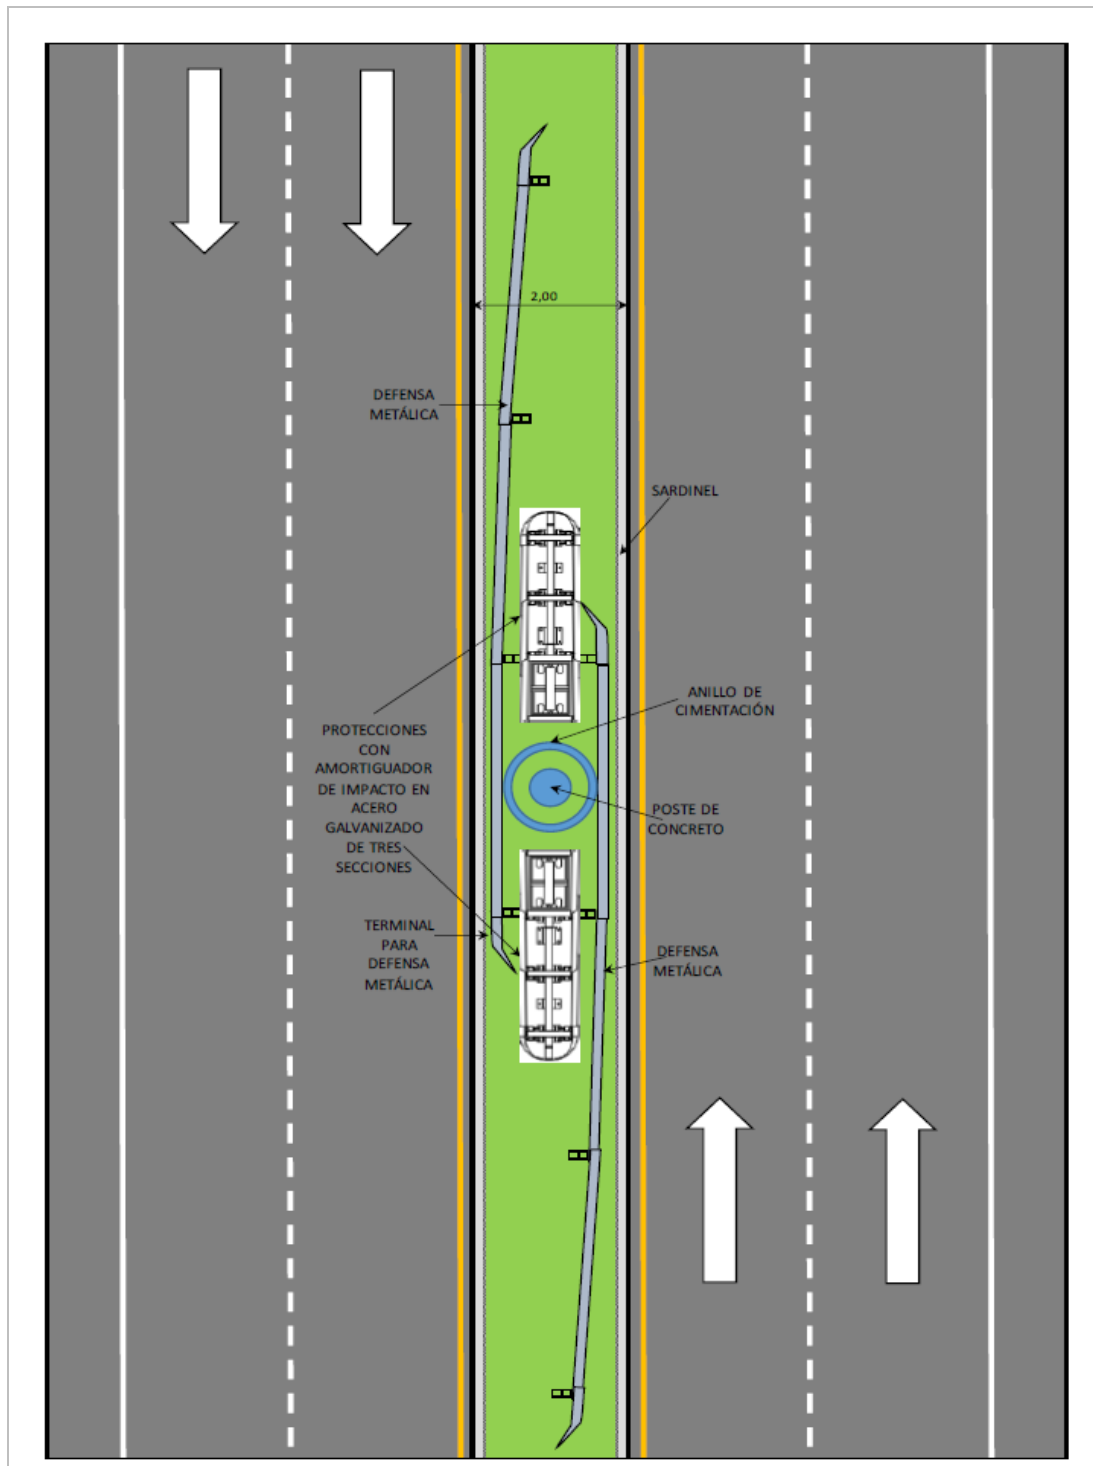 2,00
DEFENSA
METÁLICA
SARDINEL
ANILLO DE
CIMENTACIÓN
PROTECCIONES
CON
AMORTIGUADOR
DE IMPACTO EN
ACERO
GALVANIZADO
DE TRES
SECCIONES
POSTE DE
CONCRETO
TERMINAL
PARA
DEFENSA
METÁLICA
DEFENSA
METÁLICA